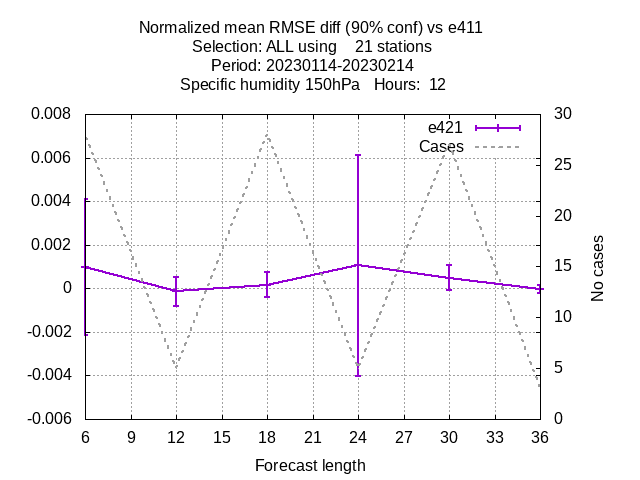 Normalized mean RMSE diff (90% conf) vs e411
Selection: ALL using    21 stations
Period: 20230114-20230214
Specific humidity 150hPa   Hours:  12
0.008
0.006
0.004
0.002
0
-0.002
-0.004
-0.006
30
25
20
15
10
5
0
e421
Cases
No cases
6 9 12 15 18 21 24 27 30 33 36
Forecast length